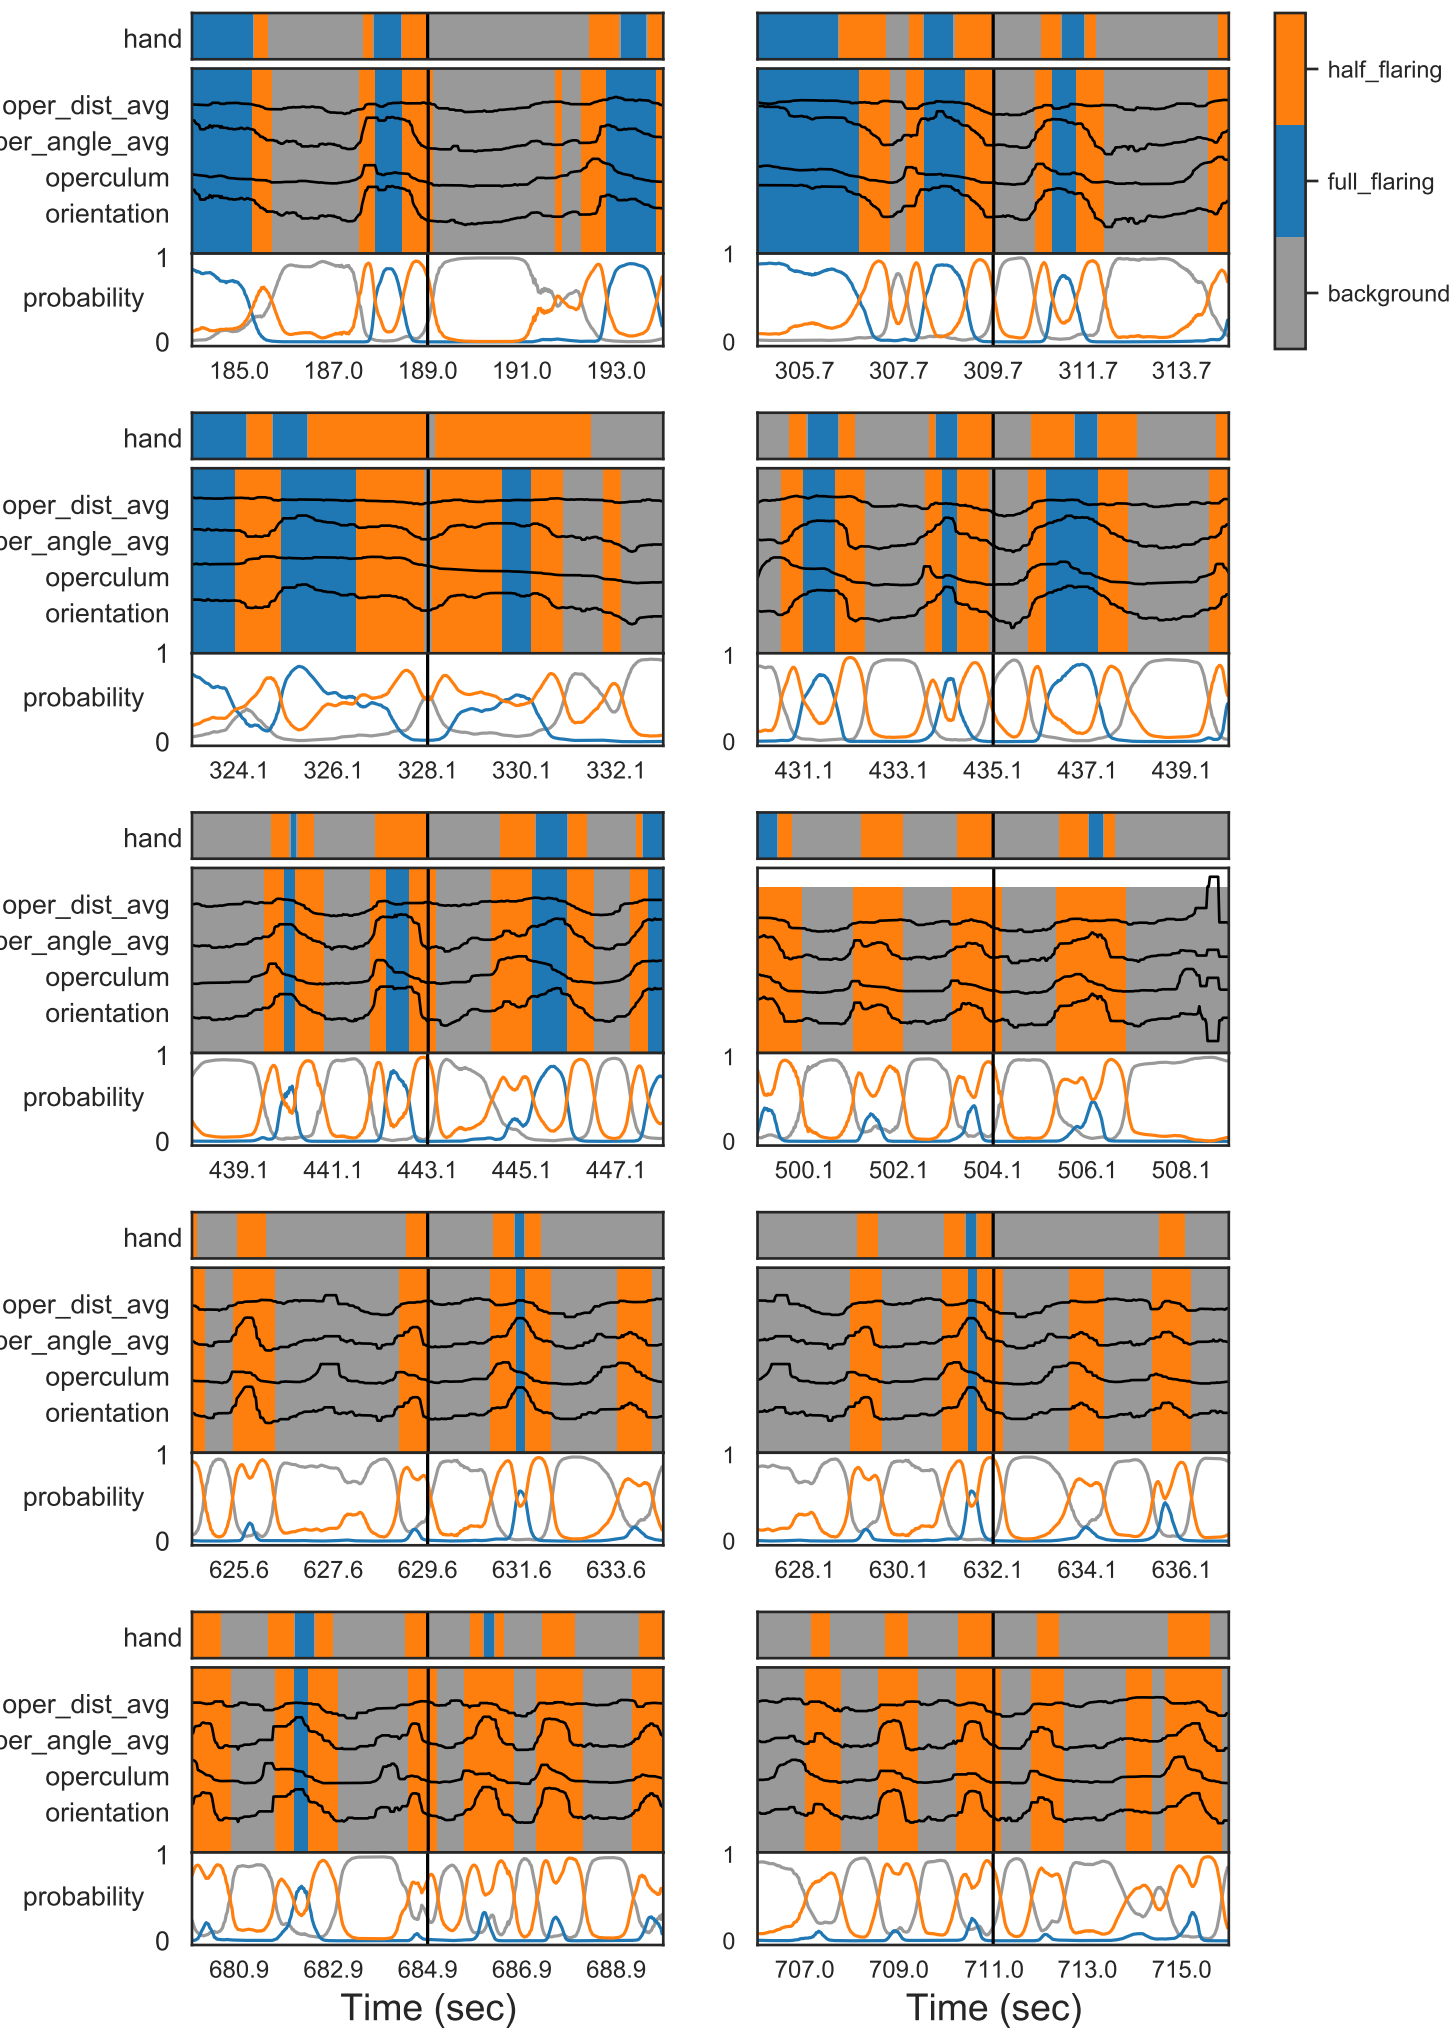 hand
oper_dist_avg
per_angle_avg
operculum
orientation
1
probability
0
185.0 187.0 189.0 191.0 193.0
1
0
305.7 307.7 309.7 311.7 313.7
half_flaring
full_flaring
background
hand
oper_dist_avg
per_angle_avg
operculum
orientation
1
probability
0
324.1 326.1 328.1 330.1 332.1
1
0
431.1 433.1 435.1 437.1 439.1
hand
oper_dist_avg
per_angle_avg
operculum
orientation
1
probability
0
439.1 441.1 443.1 445.1 447.1
1
0
500.1 502.1 504.1 506.1 508.1
hand
oper_dist_avg
per_angle_avg
operculum
orientation
1
probability
0
625.6 627.6 629.6 631.6 633.6
1
0
628.1 630.1 632.1 634.1 636.1
hand
oper_dist_avg
per_angle_avg
operculum
orientation
1
probability
0
680.9 682.9 684.9 686.9 688.9
Time (sec)
1
0
707.0 709.0 711.0 713.0 715.0
Time (sec)